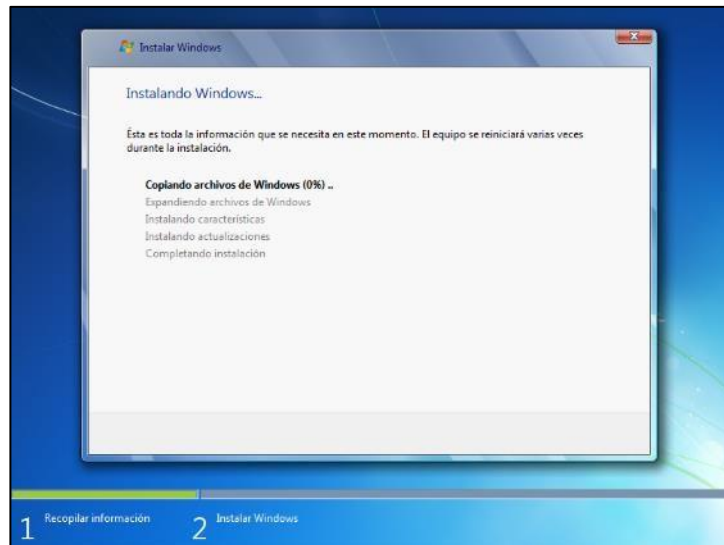 Instalar Windows
Instalando Windows...
Ésta es toda la información que se necesita en este momento. El equipo se reiniciará varias veces
durante la instalación.
Copiando archivos de Windows (0%) ..
Expandiendo archivos de Windows
Instalando características
Instalando actualizaciones
Completando instalación
1 Recopilar información 2 Instalar Windows